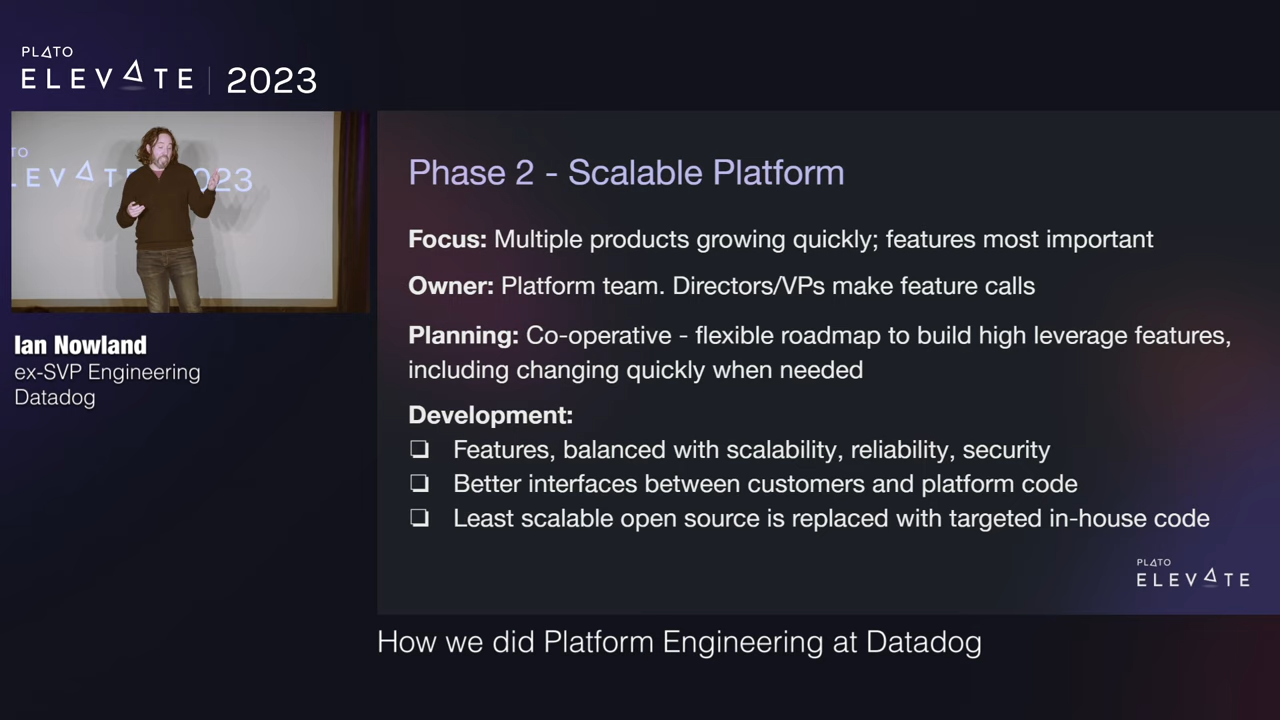 PLATO
ELEVATE | 2023
TO
LEVATE 2023
Ian Nowland
ex-SVP Engineering
Datadog
Phase 2 - Scalable Platform
Focus: Multiple products growing quickly; features most important
Owner: Platform team. Directors/VPs make feature calls
Planning: Co-operative - flexible roadmap to build high leverage features,
including changing quickly when needed
Development:
❏ Features, balanced with scalability, reliability, security
❏ Better interfaces between customers and platform code
❏ Least scalable open source is replaced with targeted in-house code
PLATO
ELEVATE
How we did Platform Engineering at Datadog